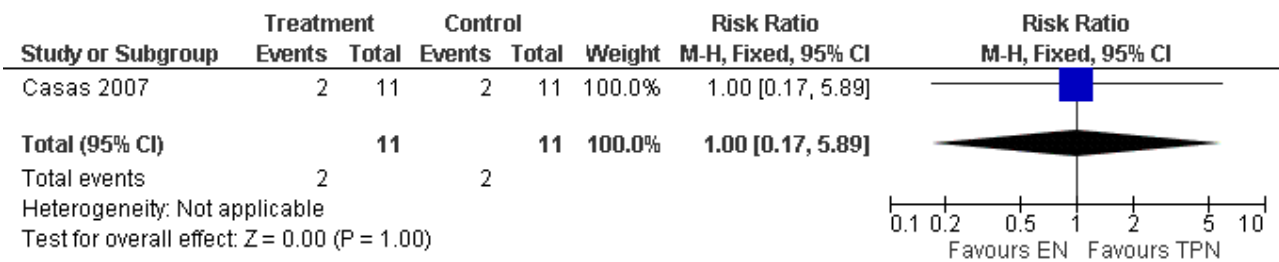 Treatment Control Risk Ratio Risk Ratio
Study or Subgroup Events Total Events Total Weight M-H, Fixed, 95% CI M-H, Fixed, 95% CI
Casas 2007 2 11 2 11 100.0% 1.00 [0.17, 5.89]
Total (95% CI) 11 11 100.0% 1.00 [0.17, 5.89]
Total events 2 2
Heterogeneity: Not applicable
Test for overall effect: Z = 0.00 (P = 1.00)
0.1 0.2 0.5 1 2 5 10
Favours EN Favours TPN